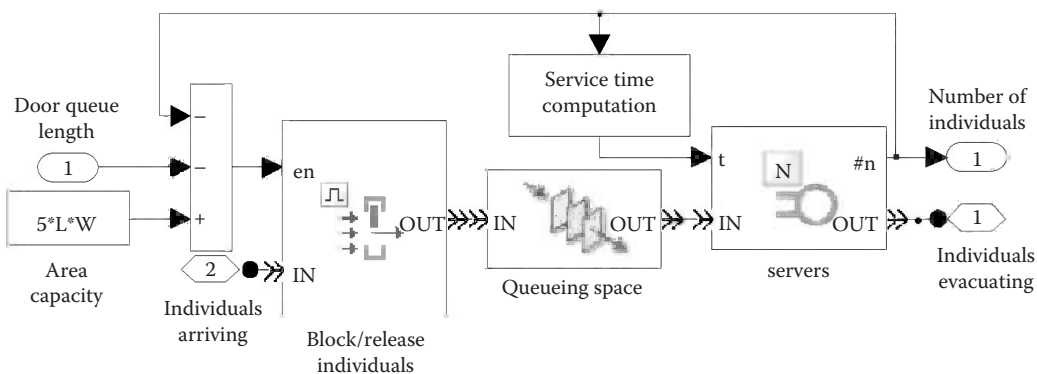 Door queue
length
1
5*L*W
Area
capacity
−
−
+
2
Individuals
arriving
en
IN
OUT
Block/release
individuals
IN
OUT
Queueing space
Service time
computation
t
IN
N
#n
OUT
servers
Number of
individuals
1
1
Individuals
evacuating